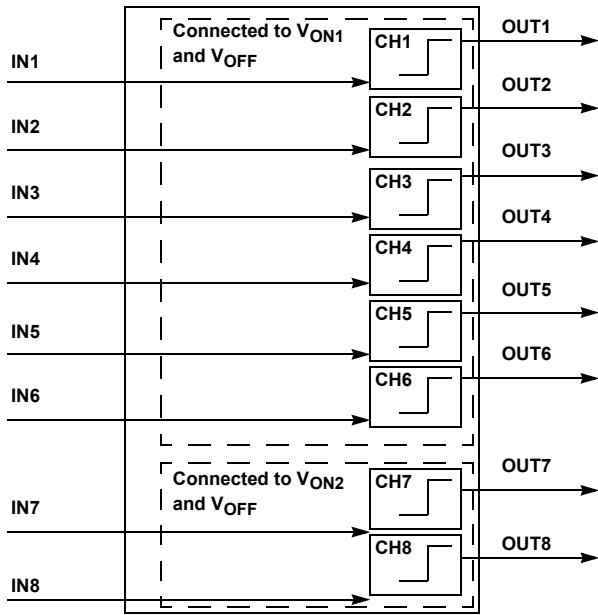 Connected to VON1
and VOFF
CH1
OUT1
IN1
CH2
OUT2
IN2
CH3
OUT3
IN3
CH4
OUT4
IN4
CH5
OUT5
IN5
CH6
OUT6
IN6
Connected to VON2
and VOFF
CH7
OUT7
IN7
CH8
OUT8
IN8